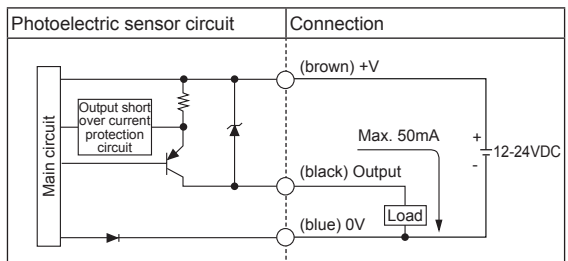 Photoelectric sensor circuit
Connection
(brown) +V
Output short
over current
protection
circuit
Main circuit
Max. 50mA
+
12-24VDC
-
(black) Output
Load
(blue) 0V